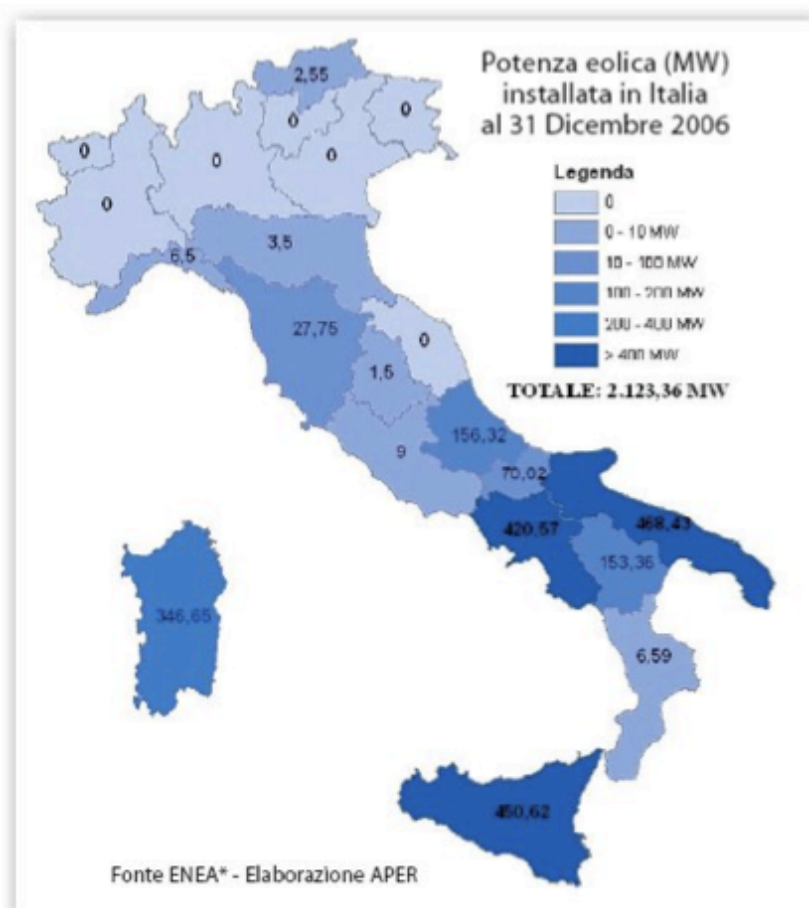 Potenza eolica (MW)
installata in Italia
al 31 Dicembre 2006
Legenda
0
0 - 10 MW
10 - 100 MW
100 - 200 MW
200 - 400 MW
> 400 MW
TOTALE: 2.123,36 MW
2,55
0
0
0
0
0
0
3,5
6,5
27,75
0
1,5
9
156,32
70,02
420,57
468,43
153,36
346,65
6,59
450,62
Fonte ENEA* - Elaborazione APER